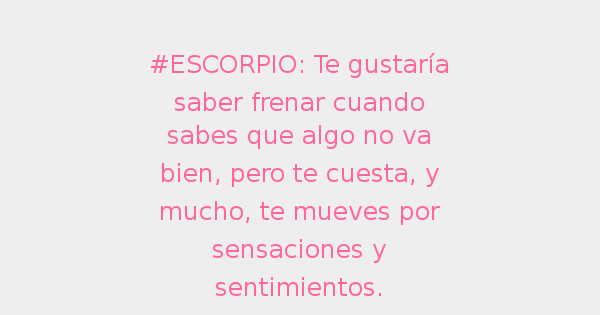 #ESCORPIO: Te gustaría
saber frenar cuando
sabes que algo no va
bien, pero te cuesta, y
mucho, te mueves por
sensaciones y
sentimientos.